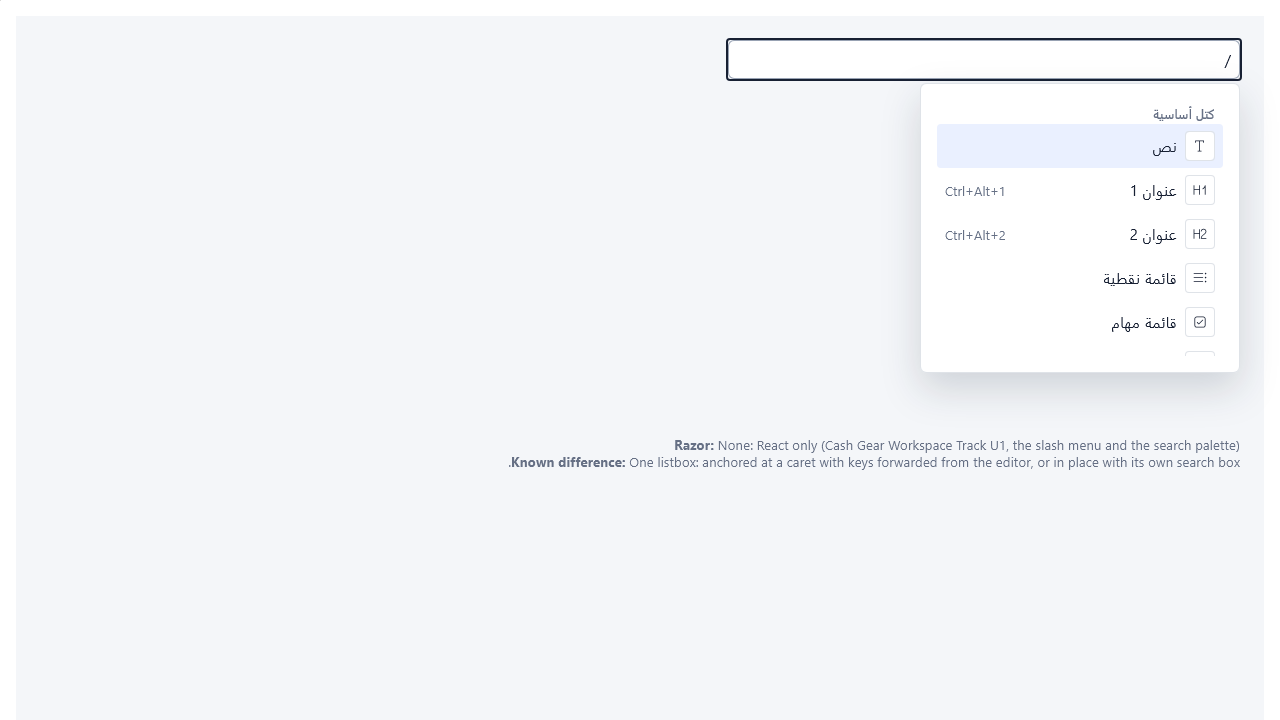 /
كتل أساسية
T نص
H1 عنوان 1 Ctrl+Alt+1
H2 عنوان 2 Ctrl+Alt+2
قائمة نقطية
قائمة مهام
Razor: None: React only (Cash Gear Workspace Track U1, the slash menu and the search palette)
Known difference: One listbox: anchored at a caret with keys forwarded from the editor, or in place with its own search box.